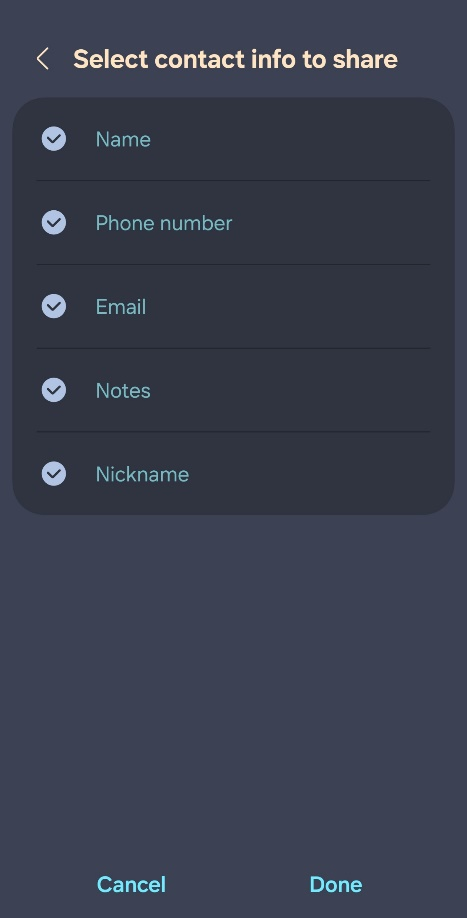 Select contact info to share
Name
Phone number
Email
Notes
Nickname
Cancel
Done